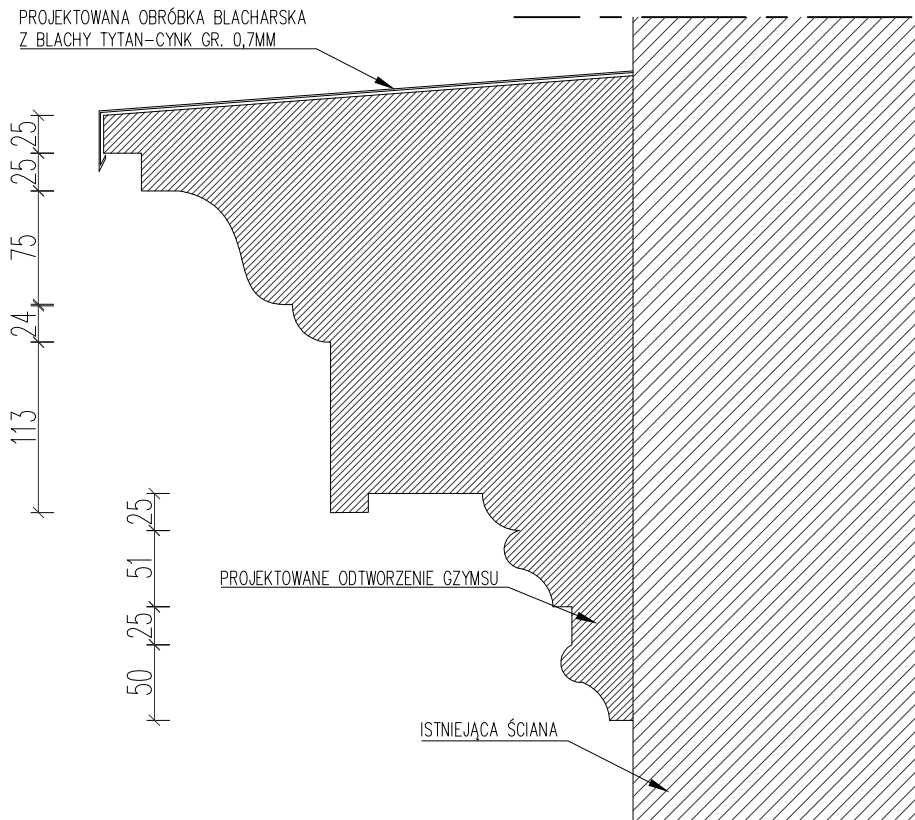 PROJEKTOWANA OBRÓBKA BLACHARSKA
Z BLACHY TYTAN-CYNK GR. 0,7MM
25
25
75
24
113
25
51
25
50
PROJEKTOWANE ODTWORZENIE GZYMSU
ISTNIEJĄCA ŚCIANA